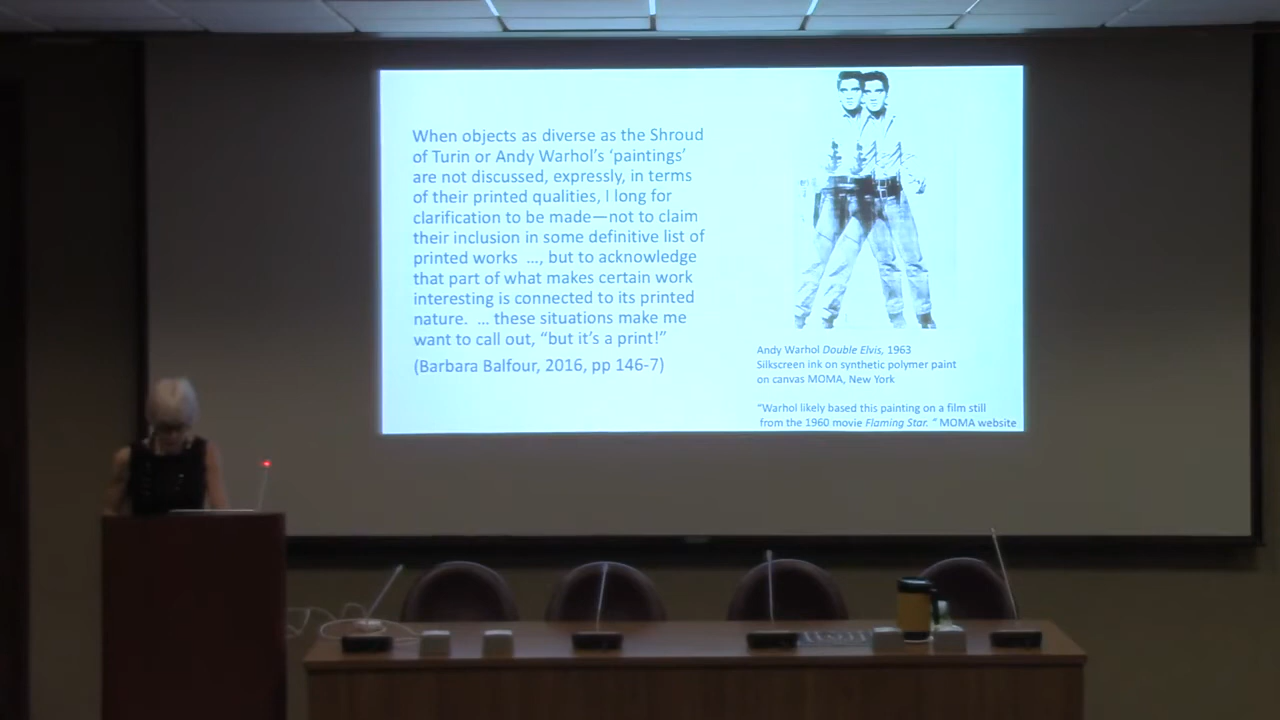 When objects as diverse as the Shroud
of Turin or Andy Warhol's 'paintings'
are not discussed, expressly, in terms
of their printed qualities, I long for
clarification to be made—not to claim
their inclusion in some definitive list of
printed works ..., but to acknowledge
that part of what makes certain work
interesting is connected to its printed
nature. ... these situations make me
want to call out, "but it's a print!"
(Barbara Balfour, 2016, pp 146-7)
Andy Warhol Double Elvis, 1963
Silkscreen ink on synthetic polymer paint
on canvas MOMA, New York
"Warhol likely based this painting on a film still
from the 1960 movie Flaming Star. " MOMA website